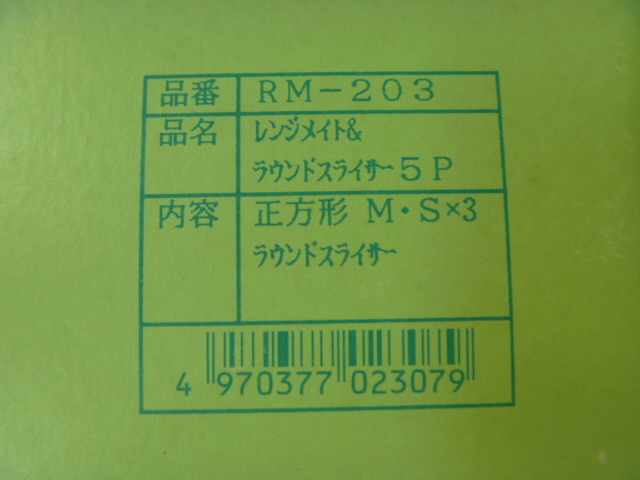 品番 RM-203
品名 ﾚﾝｼﾞﾒｲﾄ&
ﾗｳﾝﾄﾞｽﾗｲｻｰ5P
内容 正方形 M・S×3
ﾗｳﾝﾄﾞｽﾗｲｻｰ
4 970377 023079